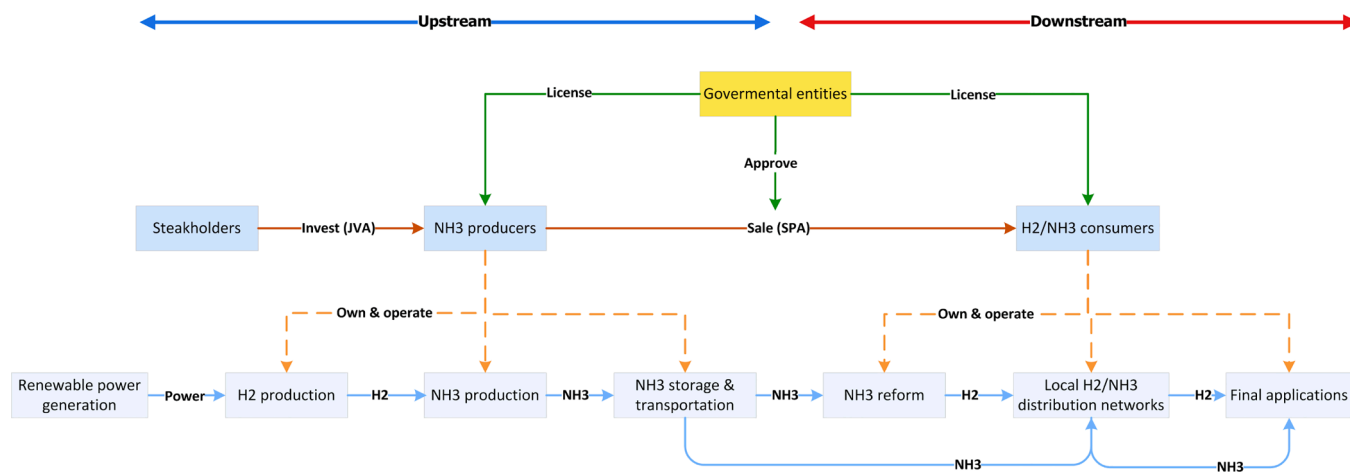 Upstream
Downstream
Govermental entities
License
License
Approve
Steakholders
Invest (JVA)
NH3 producers
Sale (SPA)
H2/NH3 consumers
Own & operate
Own & operate
Renewable power
generation
Power
H2 production
H2
NH3 production
NH3
NH3 storage &
transportation
NH3
NH3 reform
H2
Local H2/NH3
distribution networks
H2
Final applications
NH3
NH3